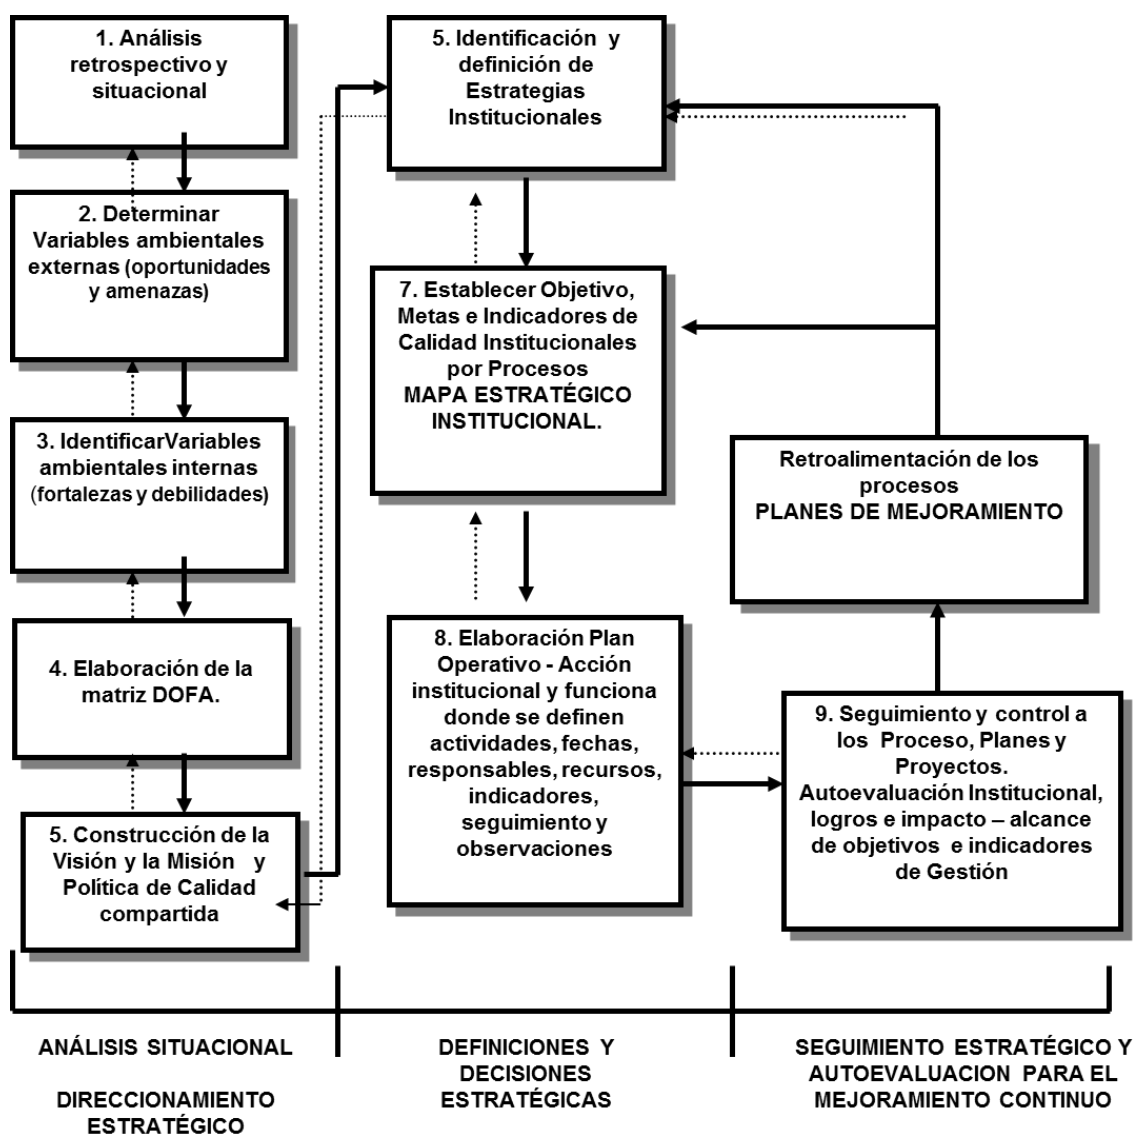 1. Análisis
retrospectivo y
situacional
2. Determinar
Variables ambientales
externas (oportunidades
y amenazas)
3. IdentificarVariables
ambientales internas
(fortalezas y debilidades)
4. Elaboración de la
matriz DOFA.
5. Construcción de la
Visión y la Misión y
Política de Calidad
compartida
5. Identificación y
definición de
Estrategias
Institucionales
7. Establecer Objetivo,
Metas e Indicadores de
Calidad Institucionales
por Procesos
MAPA ESTRATÉGICO
INSTITUCIONAL.
8. Elaboración Plan
Operativo - Acción
institucional y funciona
donde se definen
actividades, fechas,
responsables, recursos,
indicadores,
seguimiento y
observaciones
Retroalimentación de los
procesos
PLANES DE MEJORAMIENTO
9. Seguimiento y control a
los Proceso, Planes y
Proyectos.
Autoevaluación Institucional,
logros e impacto – alcance
de objetivos e indicadores
de Gestión
ANÁLISIS SITUACIONAL
DIRECCIONAMIENTO
ESTRATÉGICO
DEFINICIONES Y
DECISIONES
ESTRATÉGICAS
SEGUIMIENTO ESTRATÉGICO Y
AUTOEVALUACION PARA EL
MEJORAMIENTO CONTINUO